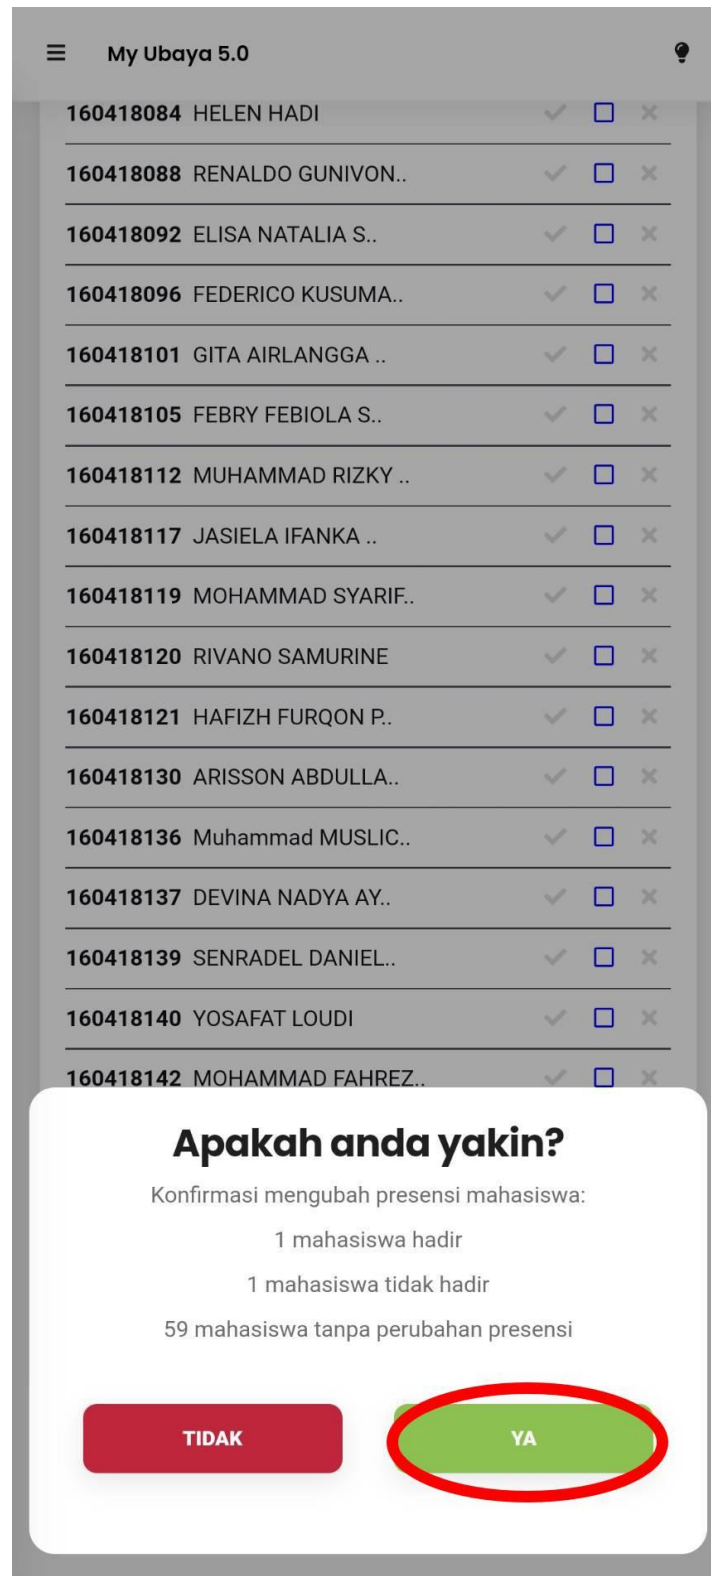 My Ubaya 5.0
160418084 HELEN HADI
160418088 RENALDO GUNIVON..
160418092 ELISA NATALIA S..
160418096 FEDERICO KUSUMA..
160418101 GITA AIRLANGGA ..
160418105 FEBRY FEBIOLA S..
160418112 MUHAMMAD RIZKY ..
160418117 JASIELA IFANKA ..
160418119 MOHAMMAD SYARIF..
160418120 RIVANO SAMURINE
160418121 HAFIZH FURQON P..
160418130 ARISSON ABDULLA..
160418136 Muhammad MUSLIC..
160418137 DEVINA NADYA AY..
160418139 SENRADEL DANIEL..
160418140 YOSAFAT LOUDI
160418142 MOHAMMAD FAHREZ..
Apakah anda yakin?
Konfirmasi mengubah presensi mahasiswa:
1 mahasiswa hadir
1 mahasiswa tidak hadir
59 mahasiswa tanpa perubahan presensi
TIDAK
YA